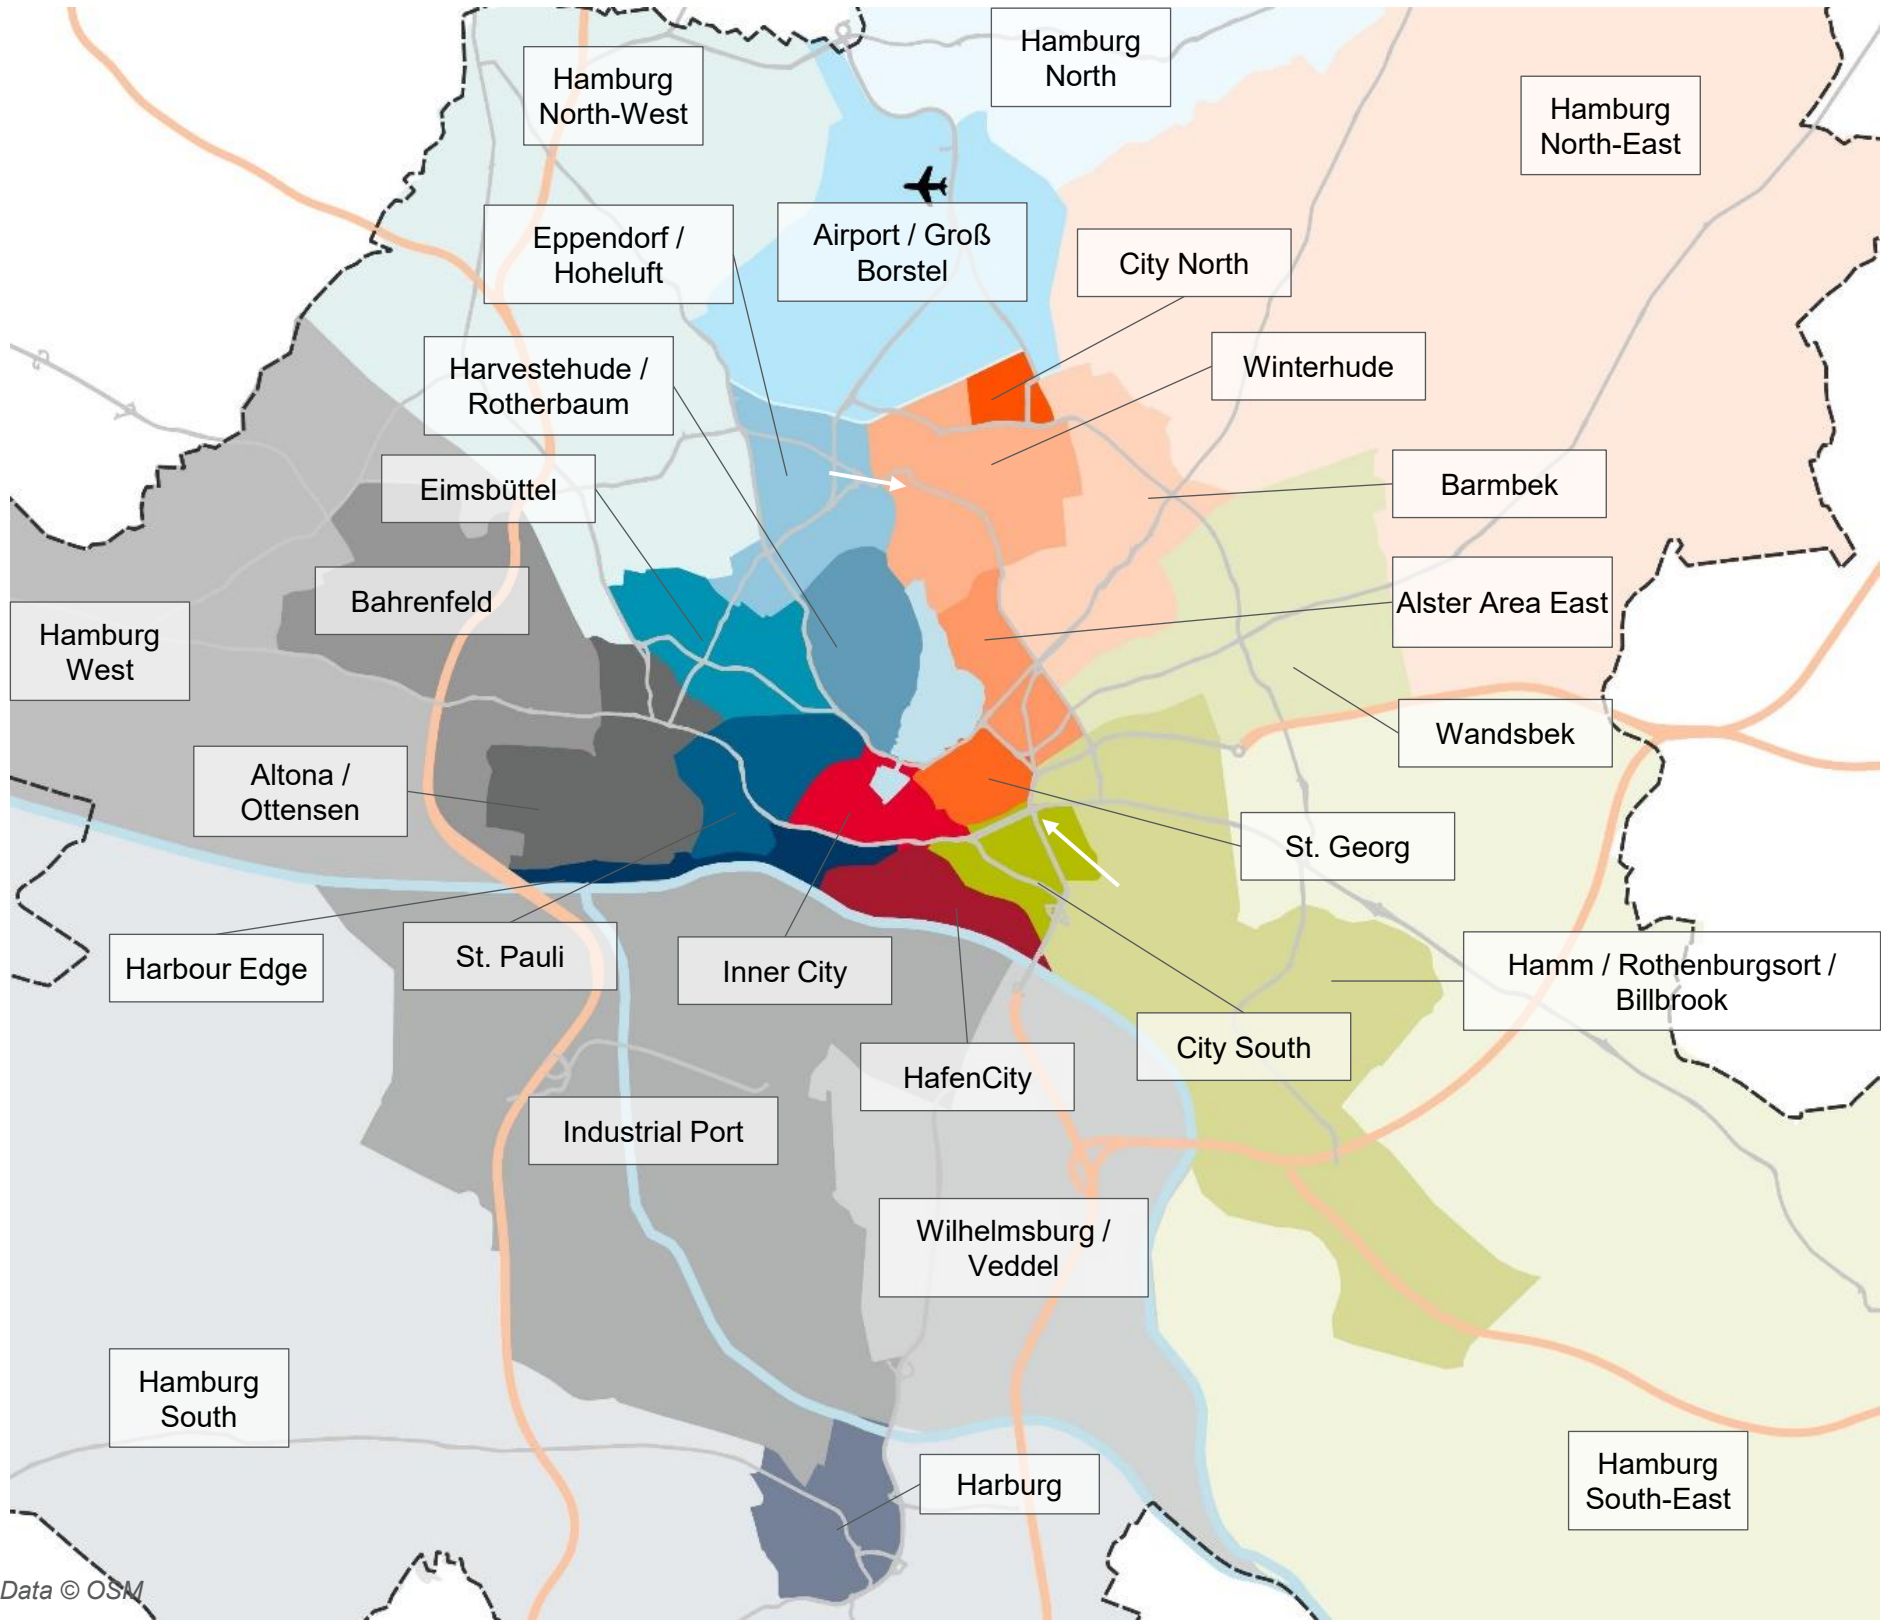 Hamburg
North
Hamburg
North-West
Hamburg
North-East
Eppendorf /
Hoheluft
Airport / Groß
Borstel
City North
Harvestehude /
Rotherbaum
Winterhude
Eimsbüttel
Barmbek
Bahrenfeld
Alster Area East
Hamburg
West
Wandsbek
Altona /
Ottensen
St. Georg
Harbour Edge
St. Pauli
Inner City
Hamm / Rothenburgsort /
Billbrook
City South
HafenCity
Industrial Port
Wilhelmsburg /
Veddel
Hamburg
South
Harburg
Hamburg
South-East
Data © OSM